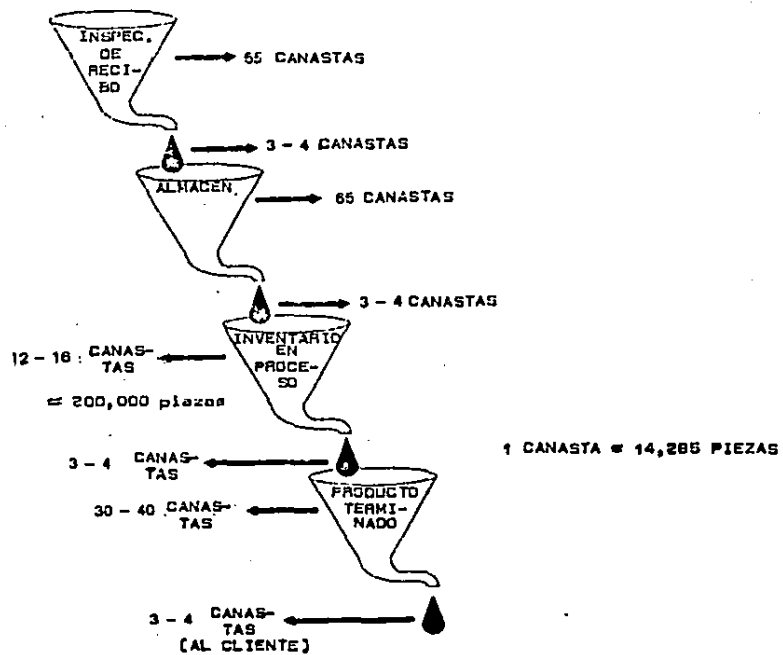 INSPEC.
DE
RECI-
BO
55 CANASTAS
3 - 4 CANASTAS
ALMACEN
65 CANASTAS
3 - 4 CANASTAS
INVENTARIO
EN
PROCE-
SO
12 - 16 CANAS-
TAS
≈ 200,000 piezas
1 CANASTA = 14,285 PIEZAS
3 - 4 CANAS-
TAS
PRODUCTO
TERMI-
NADO
30 - 40 CANAS-
TAS
3 - 4 CANAS-
TAS
(AL CLIENTE)